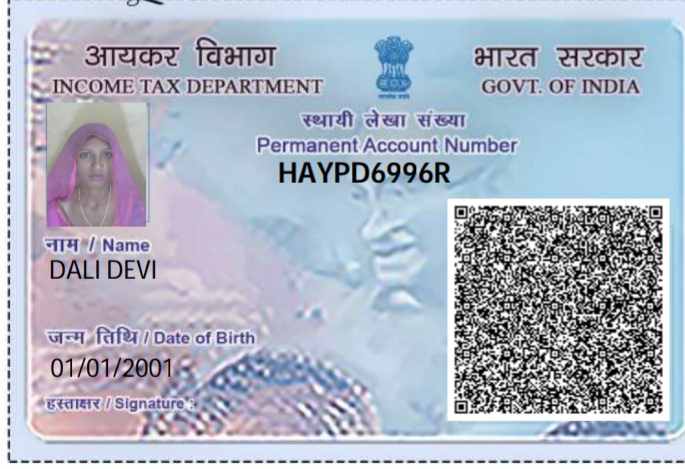 आयकर विभाग
INCOME TAX DEPARTMENT
भारत सरकार
GOVT. OF INDIA
स्थायी लेखा संख्या
Permanent Account Number
HAYPD6996R
नाम / Name
DALI DEVI
जन्म तिथि / Date of Birth
01/01/2001
हस्ताक्षर / Signature :